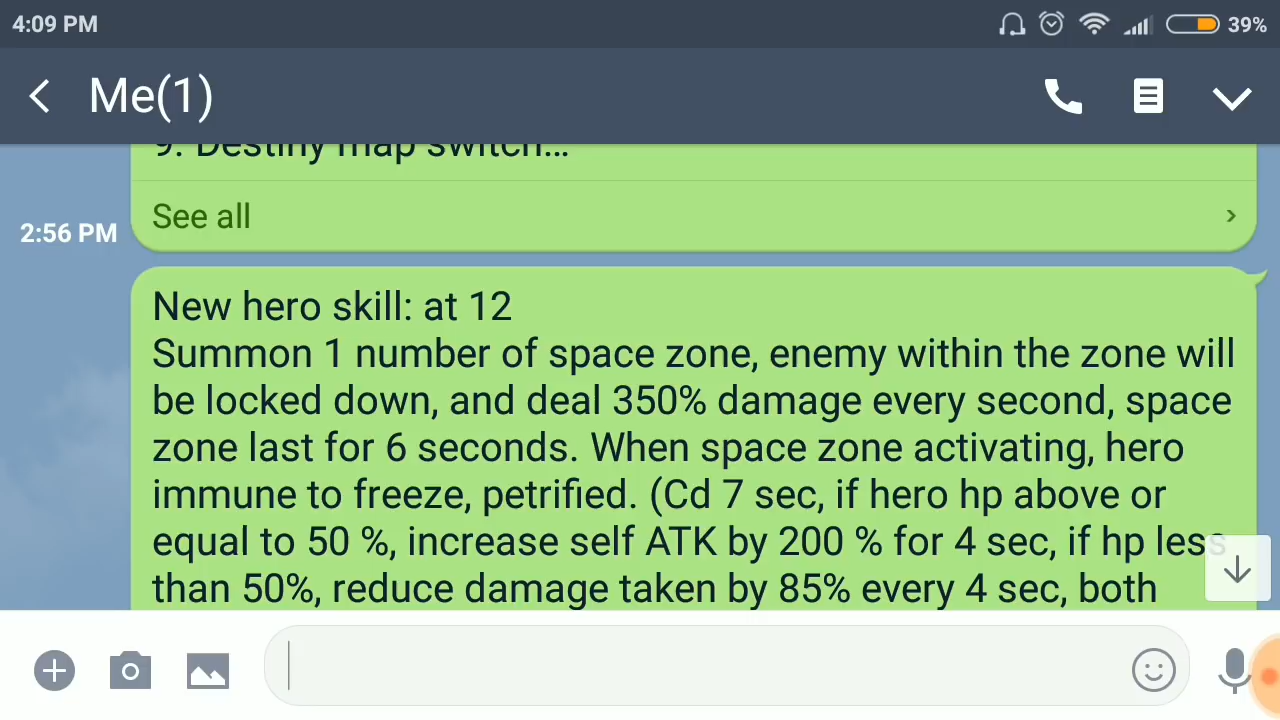 4:09 PM
39%
Me(1)
9. Destiny map switch...
See all
2:56 PM
New hero skill: at 12
Summon 1 number of space zone, enemy within the zone will
be locked down, and deal 350% damage every second, space
zone last for 6 seconds. When space zone activating, hero
immune to freeze, petrified. (Cd 7 sec, if hero hp above or
equal to 50 %, increase self ATK by 200 % for 4 sec, if hp less
than 50%, reduce damage taken by 85% every 4 sec, both